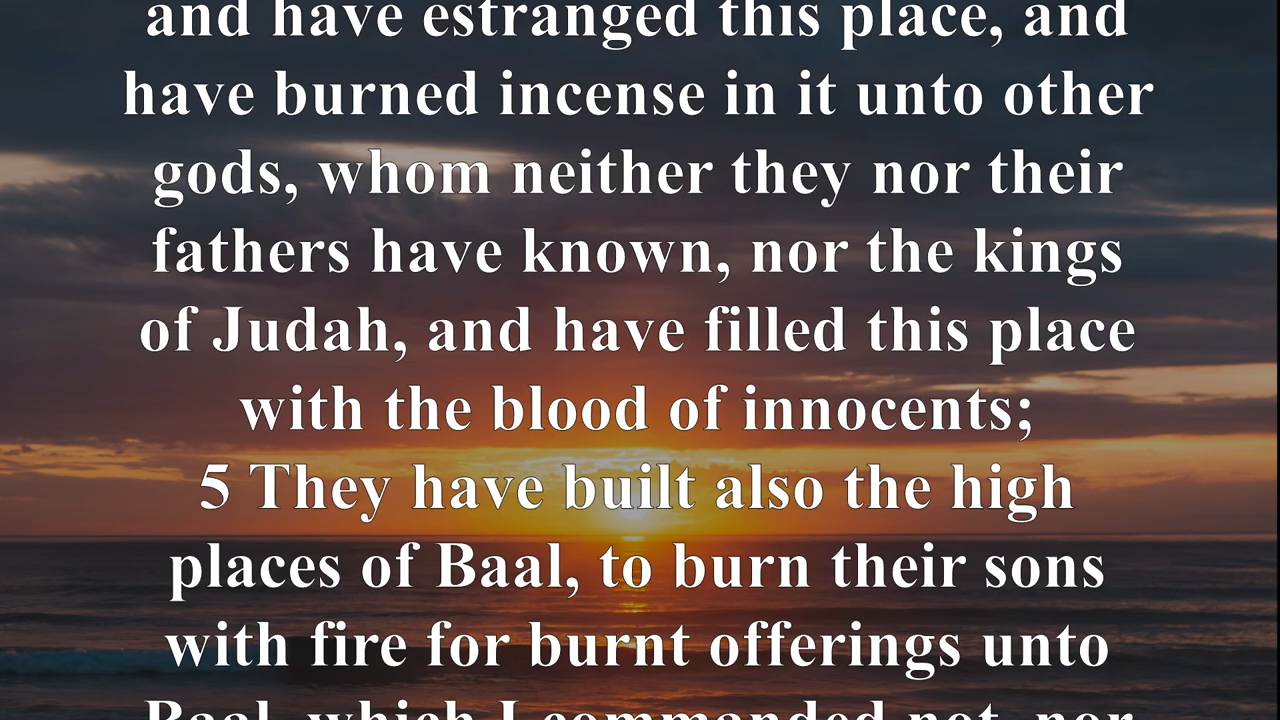 and have estranged this place, and
have burned incense in it unto other
gods, whom neither they nor their
fathers have known, nor the kings
of Judah, and have filled this place
with the blood of innocents;
5 They have built also the high
places of Baal, to burn their sons
with fire for burnt offerings unto
Baal, which I commanded not, nor